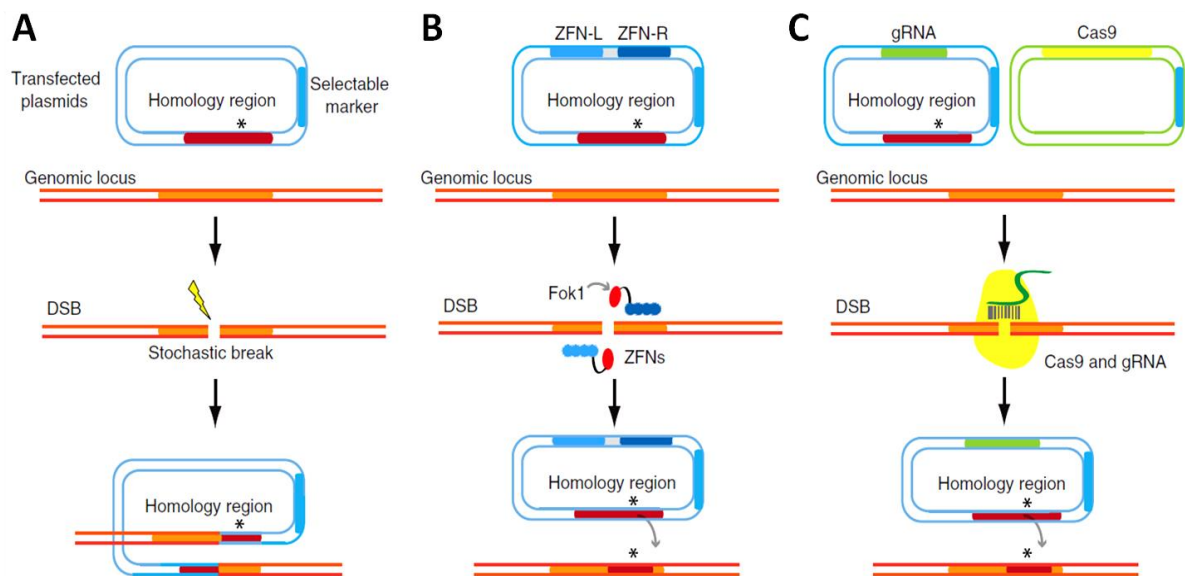 A
Transfected
plasmids
Homology region
*
Selectable
marker
Genomic locus
DSB
Stochastic break
Homology region
*
B
ZFN-L
ZFN-R
Homology region
*
Genomic locus
Fok1
DSB
ZFNs
Homology region
*
*
C
gRNA
Cas9
Homology region
*
Genomic locus
DSB
Cas9 and gRNA
Homology region
*
*